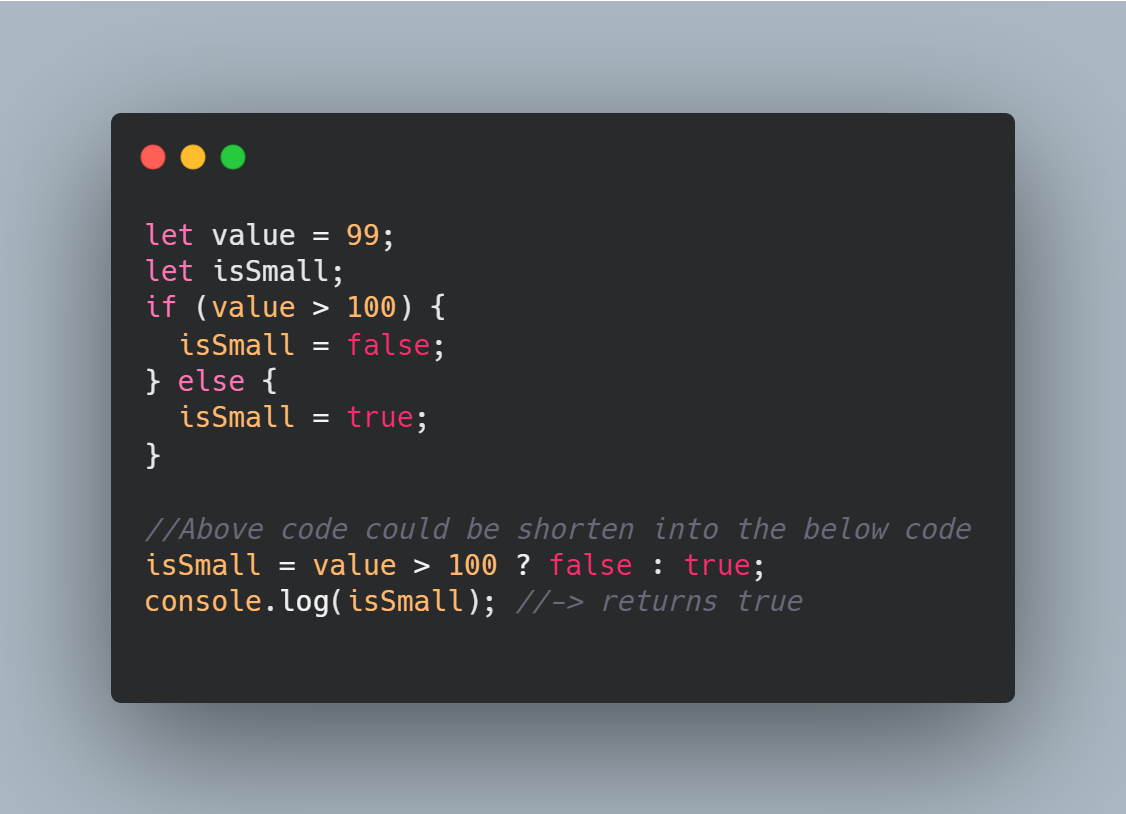 let value = 99;
let isSmall;
if (value > 100) {
  isSmall = false;
} else {
  isSmall = true;
}

//Above code could be shorten into the below code
isSmall = value > 100 ? false : true;
console.log(isSmall); //-> returns true